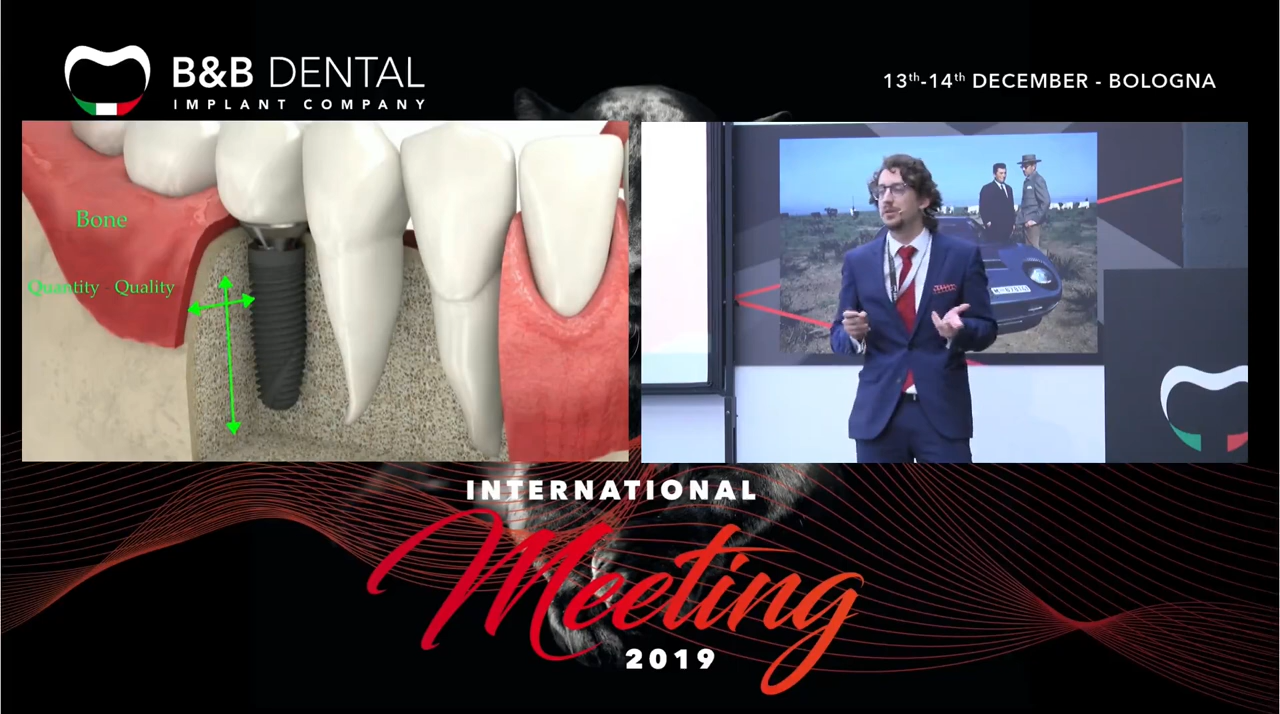 B&B DENTAL
IMPLANT COMPANY
13th-14th DECEMBER - BOLOGNA
Bone
Quantity - Quality
INTERNATIONAL
Meeting
2019